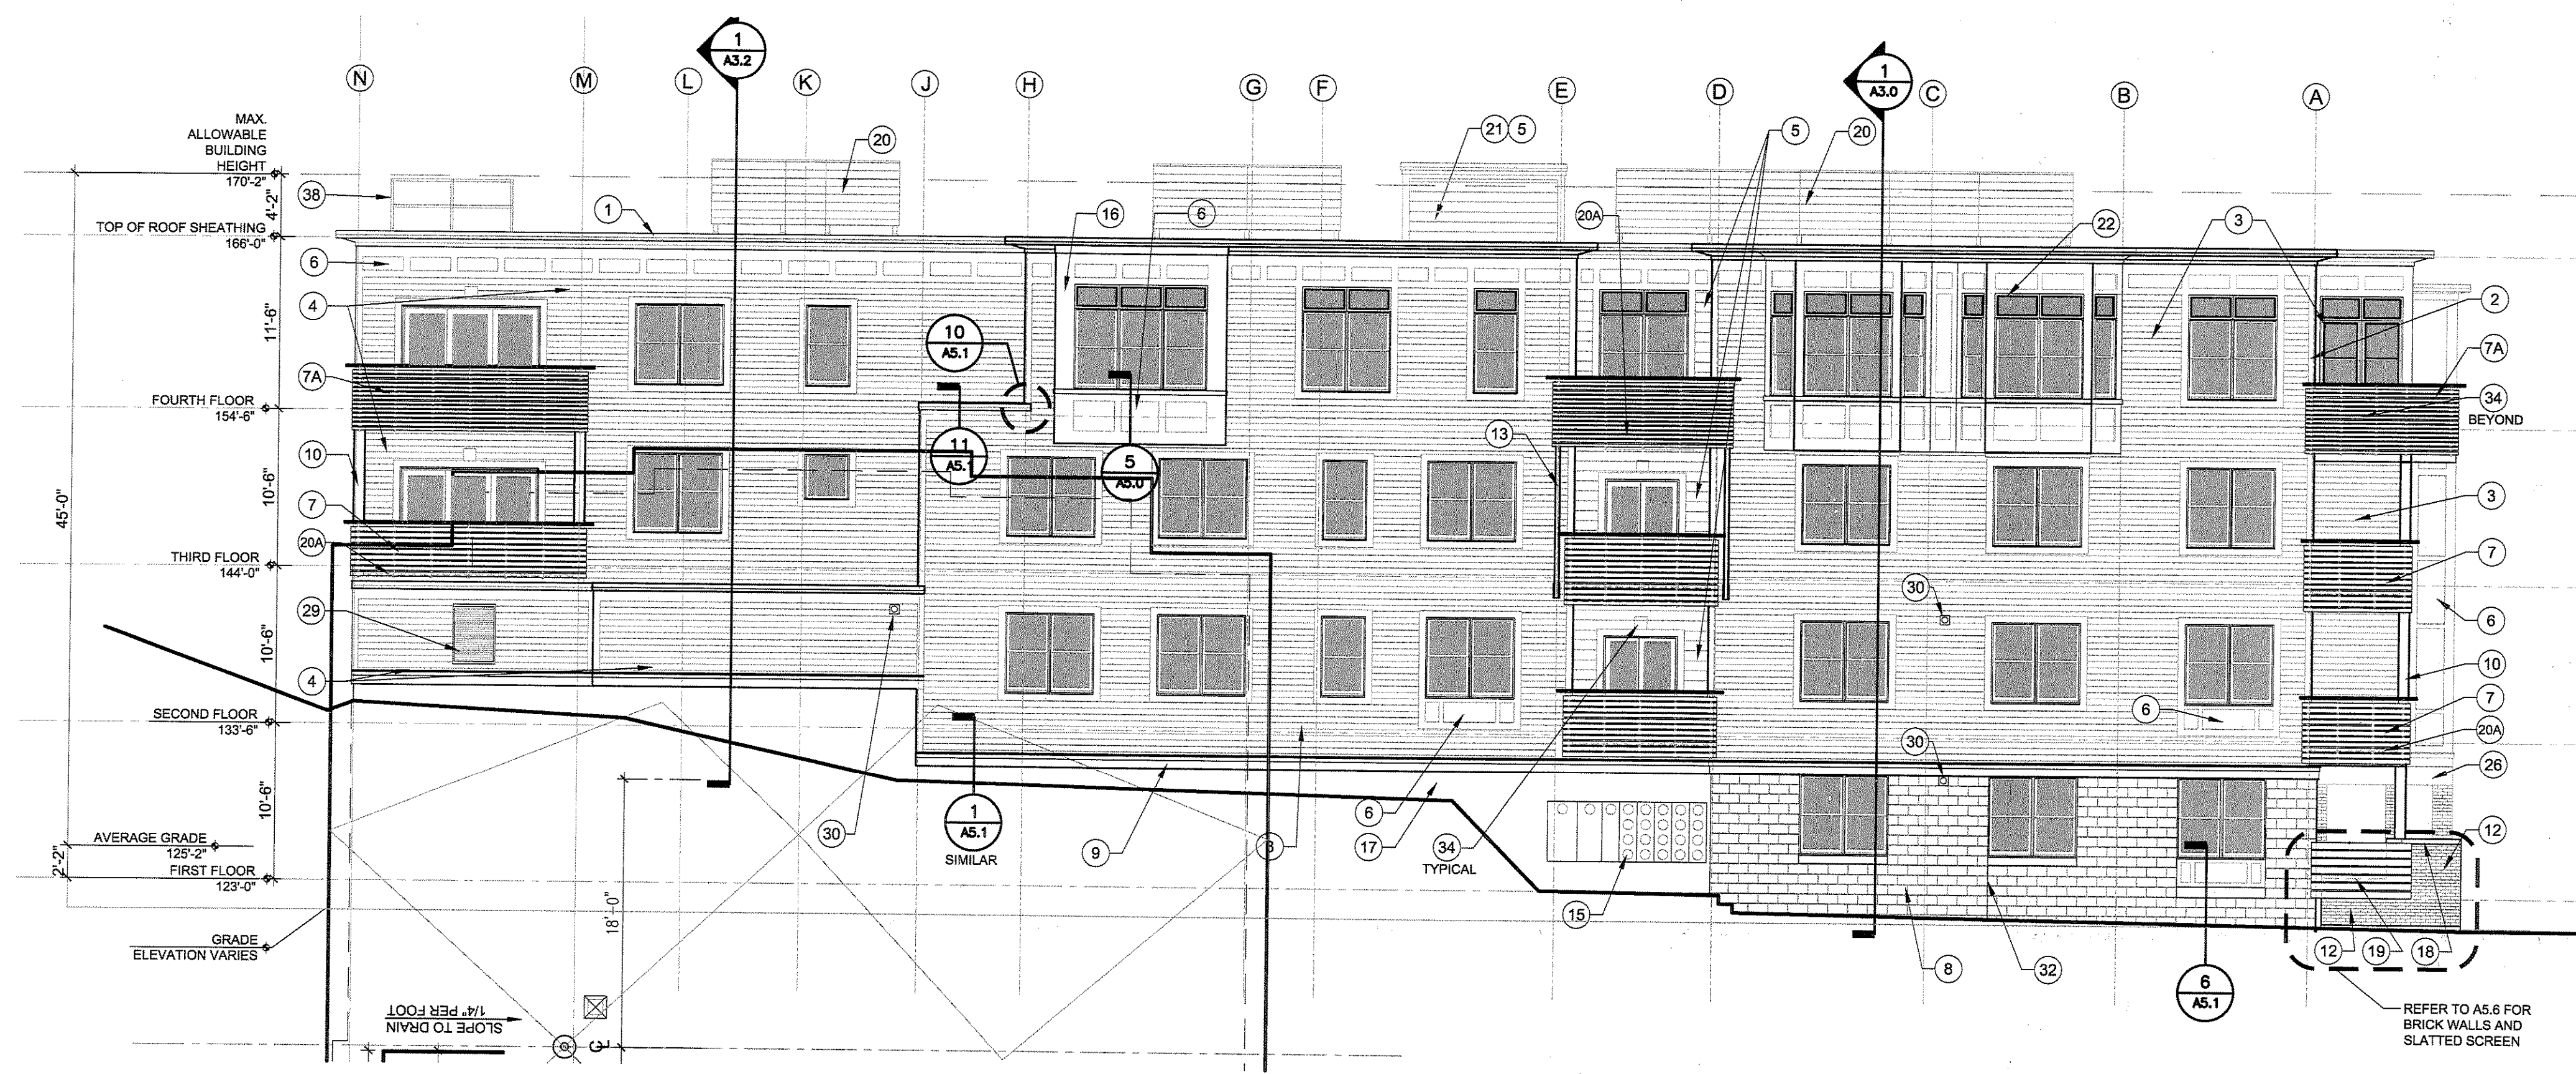 1
A3.2
1
A3.0
N
M
L
K
J
H
G
F
E
D
C
B
A
MAX.
ALLOWABLE
BUILDING
HEIGHT
170'-2"
4'-2"
TOP OF ROOF SHEATHING
166'-0"
11'-6"
FOURTH FLOOR
154'-6"
10'-6"
THIRD FLOOR
144'-0"
10'-6"
SECOND FLOOR
133'-6"
10'-6"
AVERAGE GRADE
125'-2"
2'-2"
FIRST FLOOR
123'-0"
45'-0"
GRADE
ELEVATION VARIES
38
1
20
16
6
21
5
5
20
20A
22
3
2
7A
34
BEYOND
6
4
7A
10
7
20A
29
4
30
10
A5.1
11
A5.1
5
A5.0
13
3
7
6
10
7
20A
26
12
30
6
30
1
A5.1
SIMILAR
30
9
3
6
17
34
TYPICAL
15
8
32
12
19
18
6
A5.1
REFER TO A5.6 FOR
BRICK WALLS AND
SLATTED SCREEN
18'-0"
SLOPE TO DRAIN
1/4" PER FOOT